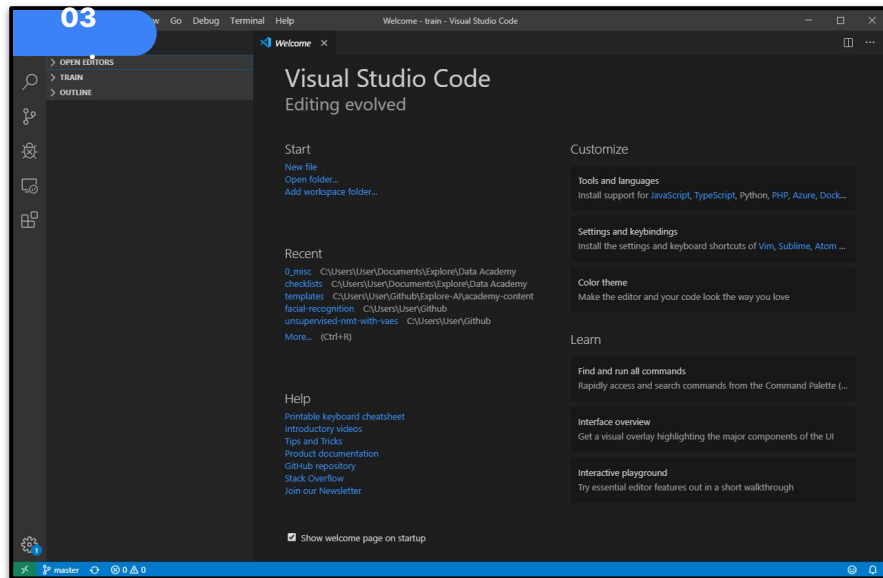 03
Go Debug Terminal Help
Welcome - train - Visual Studio Code
Welcome
OPEN EDITORS
TRAIN
OUTLINE
Visual Studio Code
Editing evolved
Start
New file
Open folder...
Add workspace folder...
Recent
0_misc C:\Users\User\Documents\Explore\Data Academy
checklists C:\Users\User\Documents\Explore\Data Academy
templates C:\Users\User\Github\Explore-AI\academy-content
facial-recognition C:\Users\User\Github
unsupervised-nmt-with-vaes C:\Users\User\Github
More... (Ctrl+R)
Help
Printable keyboard cheatsheet
Introductory videos
Tips and Tricks
Product documentation
GitHub repository
Stack Overflow
Join our Newsletter
Show welcome page on startup
Customize
Tools and languages
Install support for JavaScript, TypeScript, Python, PHP, Azure, Dock...
Settings and keybindings
Install the settings and keyboard shortcuts of Vim, Sublime, Atom ...
Color theme
Make the editor and your code look the way you love
Learn
Find and run all commands
Rapidly access and search commands from the Command Palette (...
Interface overview
Get a visual overlay highlighting the major components of the UI
Interactive playground
Try essential editor features out in a short walkthrough
1
master 0 0